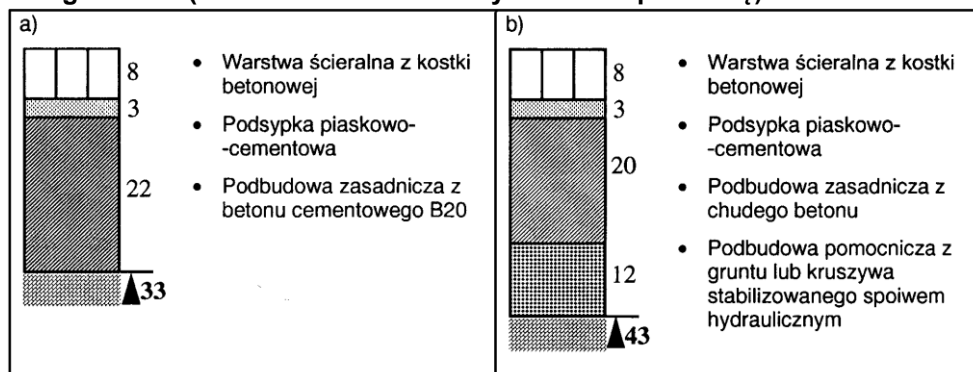 a)
8
3
22
33
• Warstwa ścieralna z kostki
betonowej
• Podsypka piaskowo-
-cementowa
• Podbudowa zasadnicza z
betonu cementowego B20
b)
8
3
20
12
43
• Warstwa ścieralna z kostki
betonowej
• Podsypka piaskowo-
-cementowa
• Podbudowa zasadnicza z
chudego betonu
• Podbudowa pomocnicza z
gruntu lub kruszywa
stabilizowanego spoiwem
hydraulicznym